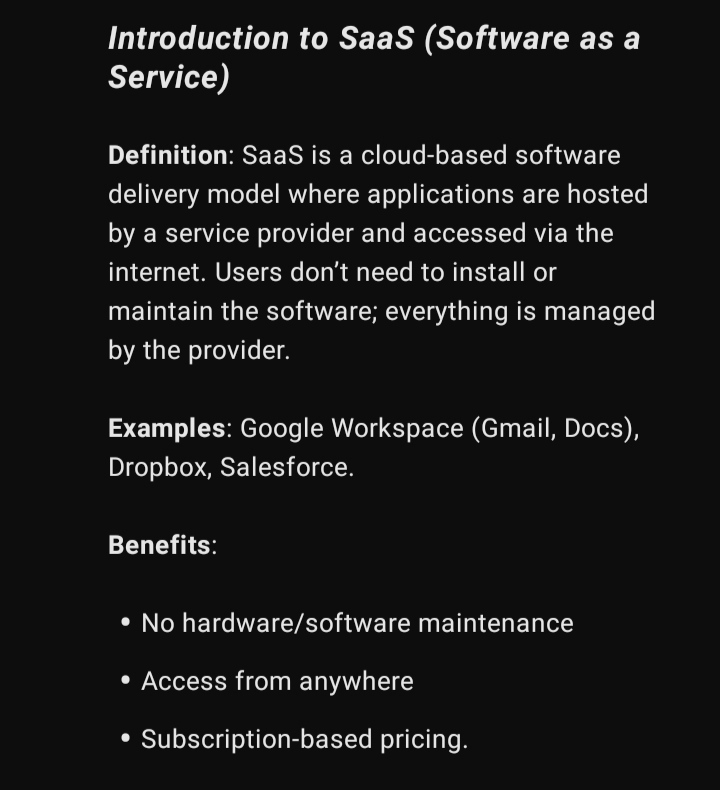 Introduction to SaaS (Software as a
Service)
Definition: SaaS is a cloud-based software
delivery model where applications are hosted
by a service provider and accessed via the
internet. Users don’t need to install or
maintain the software; everything is managed
by the provider.
Examples: Google Workspace (Gmail, Docs),
Dropbox, Salesforce.
Benefits:
• No hardware/software maintenance
• Access from anywhere
• Subscription-based pricing.